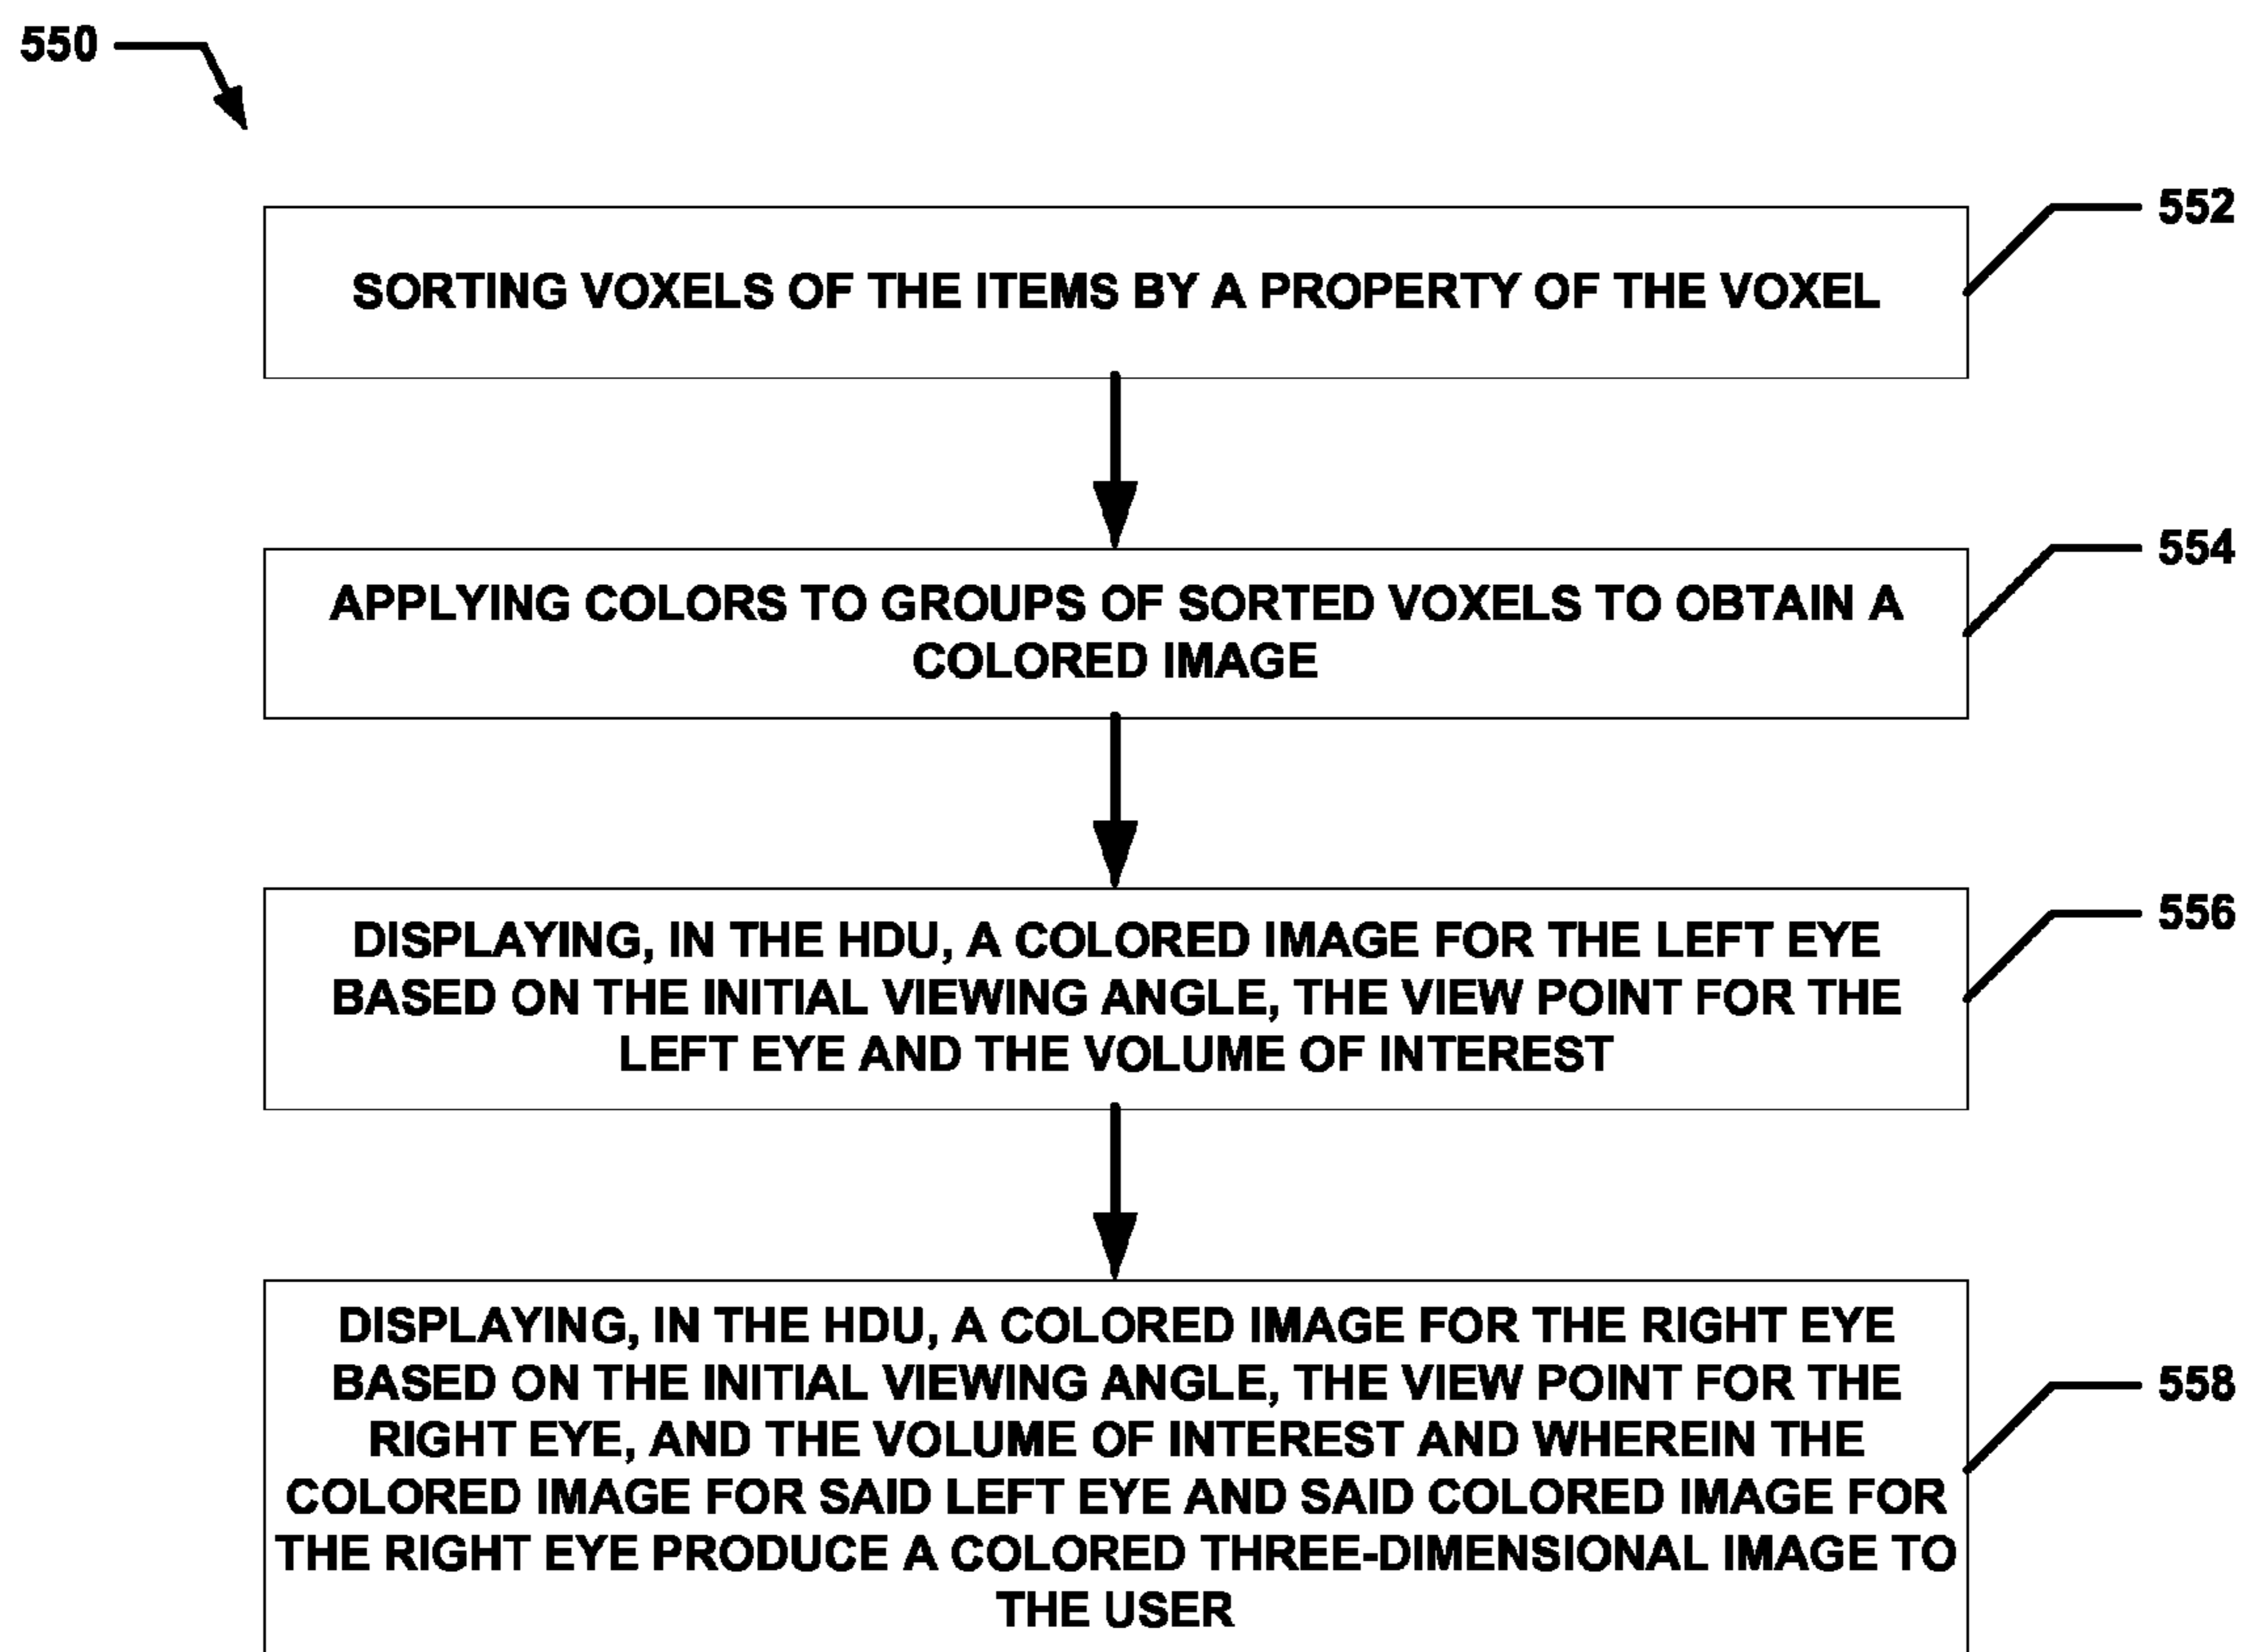 550
552
SORTING VOXELS OF THE ITEMS BY A PROPERTY OF THE VOXEL
554
APPLYING COLORS TO GROUPS OF SORTED VOXELS TO OBTAIN A
COLORED IMAGE
556
DISPLAYING, IN THE HDU, A COLORED IMAGE FOR THE LEFT EYE
BASED ON THE INITIAL VIEWING ANGLE, THE VIEW POINT FOR THE
LEFT EYE AND THE VOLUME OF INTEREST
558
DISPLAYING, IN THE HDU, A COLORED IMAGE FOR THE RIGHT EYE
BASED ON THE INITIAL VIEWING ANGLE, THE VIEW POINT FOR THE
RIGHT EYE, AND THE VOLUME OF INTEREST AND WHEREIN THE
COLORED IMAGE FOR SAID LEFT EYE AND SAID COLORED IMAGE FOR
THE RIGHT EYE PRODUCE A COLORED THREE-DIMENSIONAL IMAGE TO
THE USER